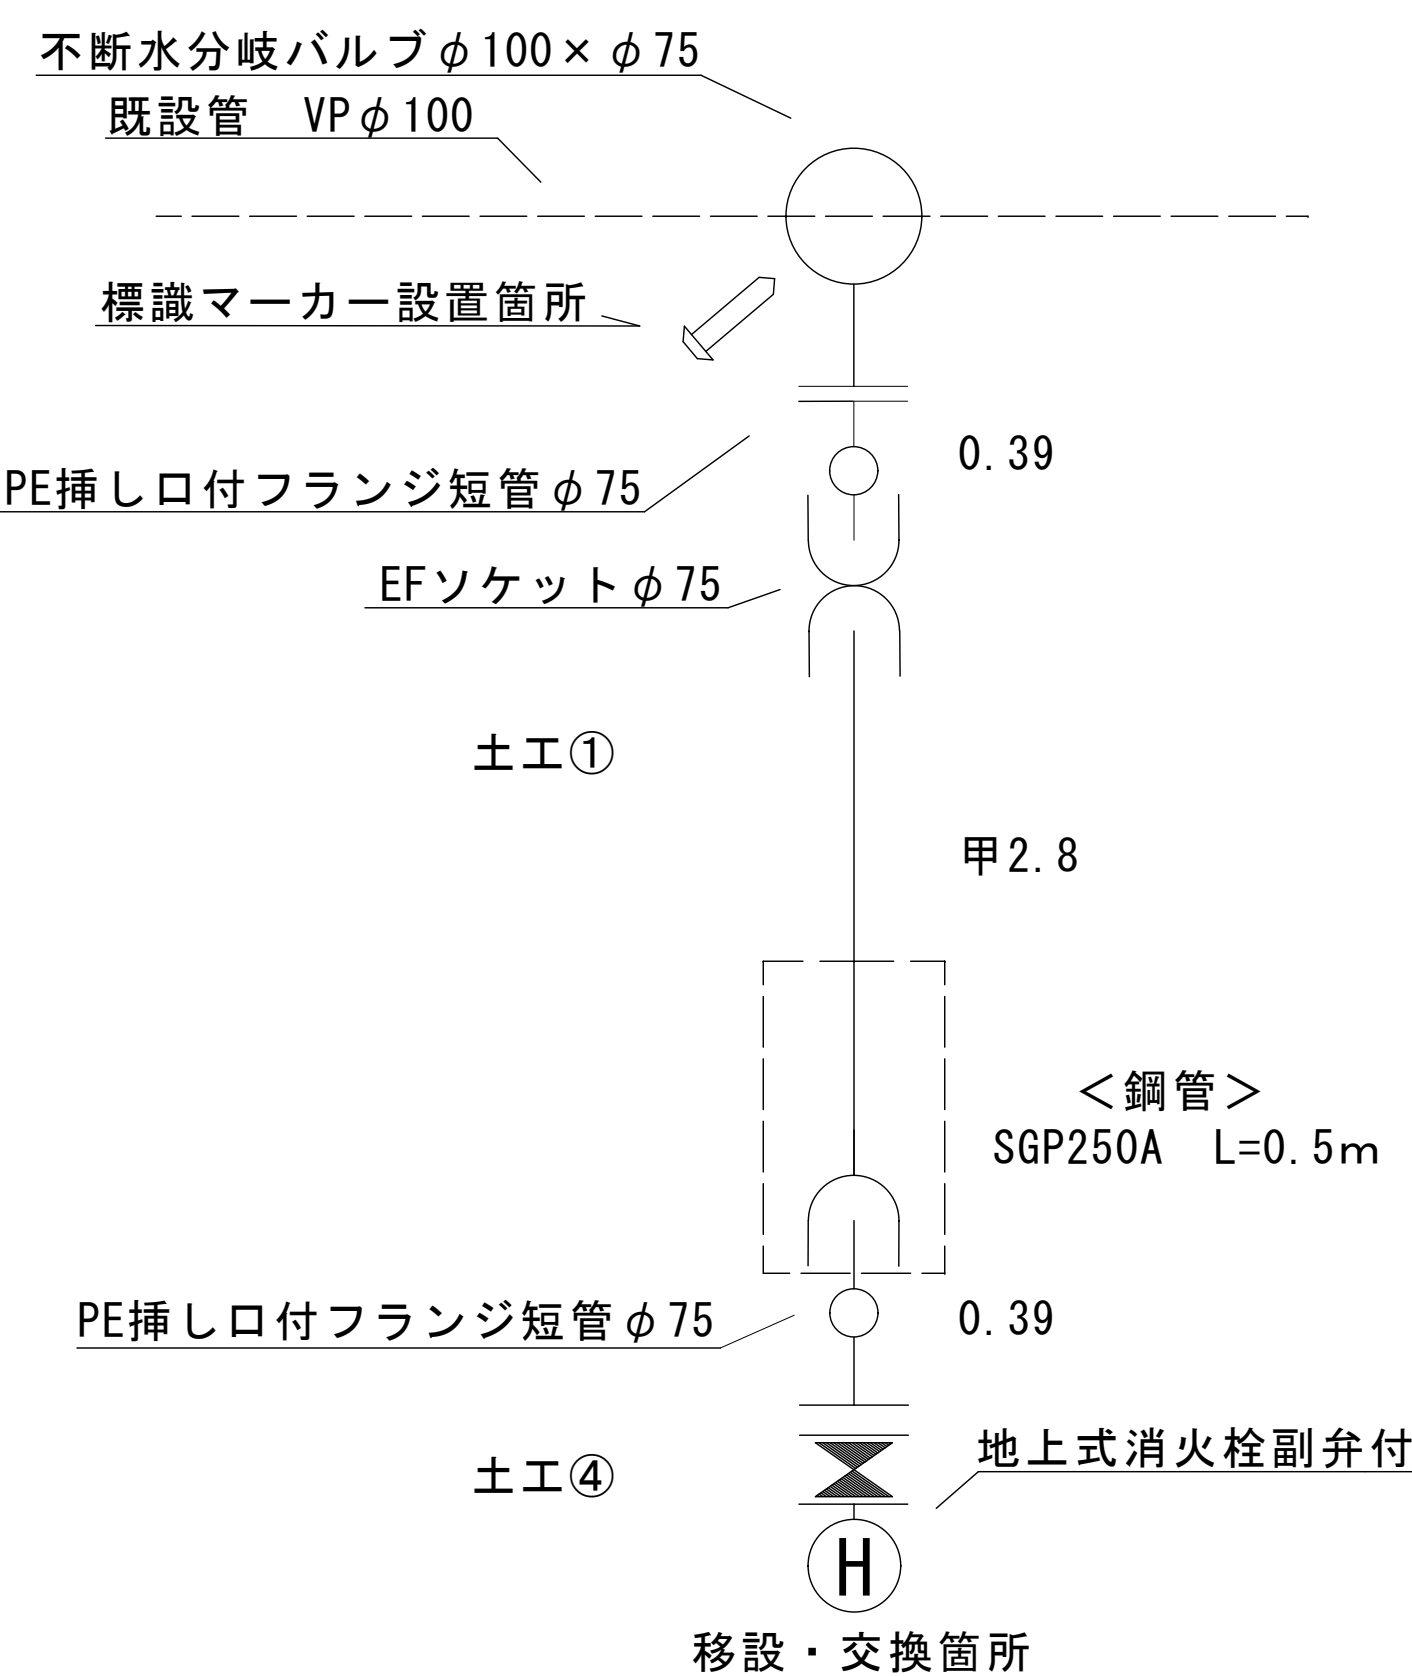 不断水分岐バルブφ100×φ75
既設管　VPφ100
標識マーカー設置箇所
0.39
PE挿し口付フランジ短管φ75
EFソケットφ75
土工①
甲2.8
＜鋼管＞
SGP250A　L=0.5m
PE挿し口付フランジ短管φ75
0.39
地上式消火栓副弁付
土工④
H
移設・交換箇所